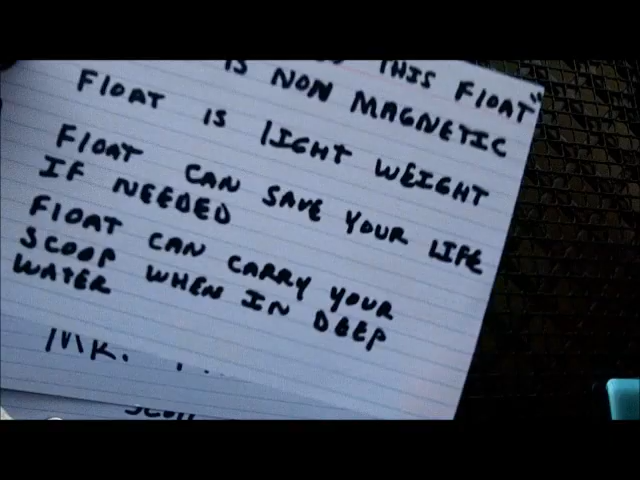 THIS FLOAT"
IS NON MAGNETIC
FLOAT IS LIGHT WEIGHT
FLOAT CAN SAVE YOUR LIFE
IF NEEDED
FLOAT CAN CARRY YOUR
SCOOP WHEN IN DEEP
WATER
MR.